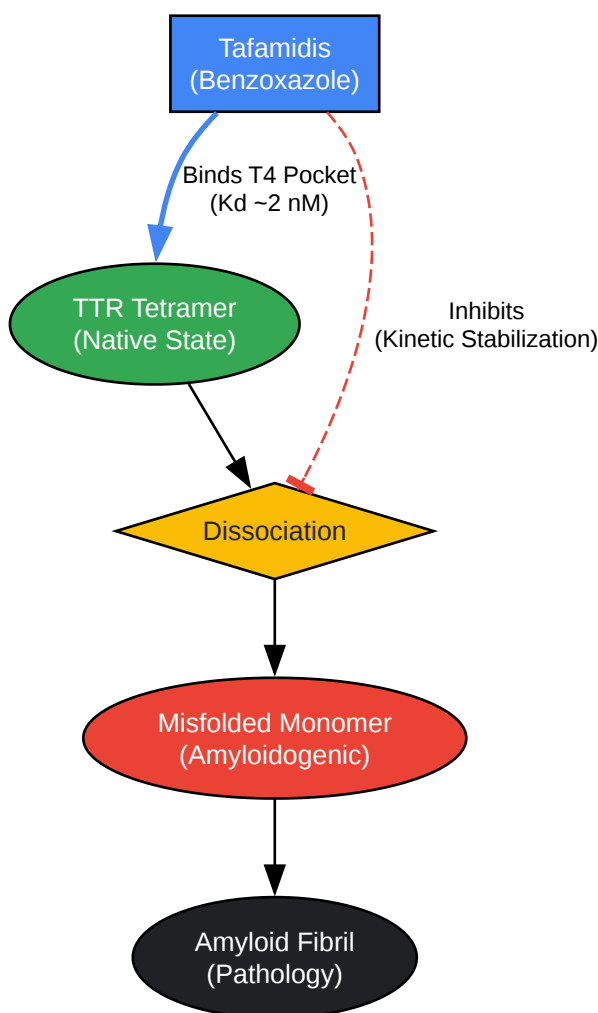 Tafamidis
(Benzoxazole)
Binds T4 Pocket
(Kd ~2 nM)
TTR Tetramer
(Native State)
Inhibits
(Kinetic Stabilization)
Dissociation
Misfolded Monomer
(Amyloidogenic)
Amyloid Fibril
(Pathology)